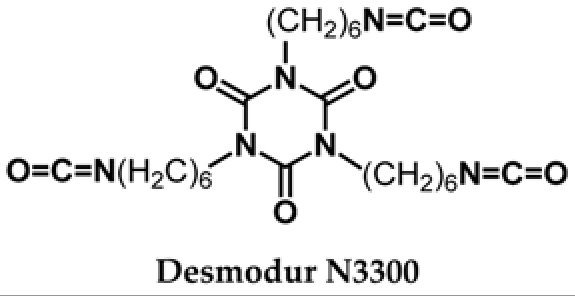 (CH₂)₆N=C=O
O N O
N N
O=C=N(H₂C)₆ (CH₂)₆N=C=O
O
Desmodur N3300